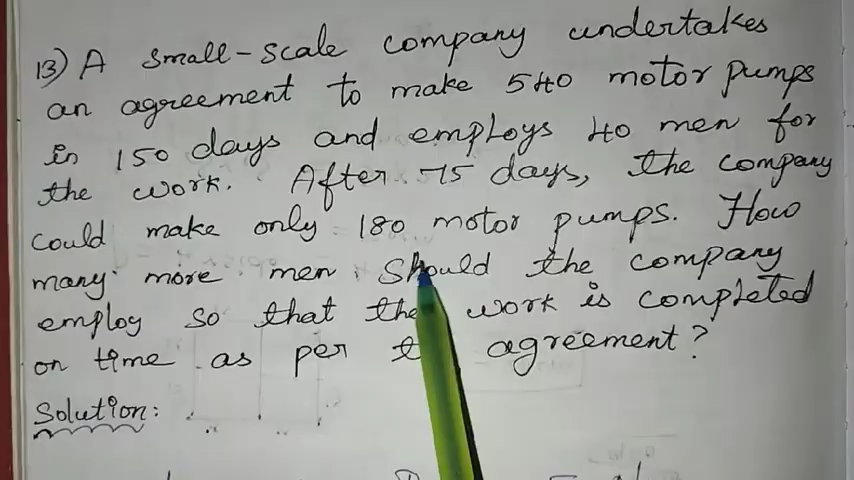 13) A small-scale company undertakes
an agreement to make 540 motor pumps
in 150 days and employs 40 men for
the work. After 75 days, the company
could make only 180 motor pumps. How
many more men should the company
employ so that the work is completed
on time as per t agreement?
Solution: